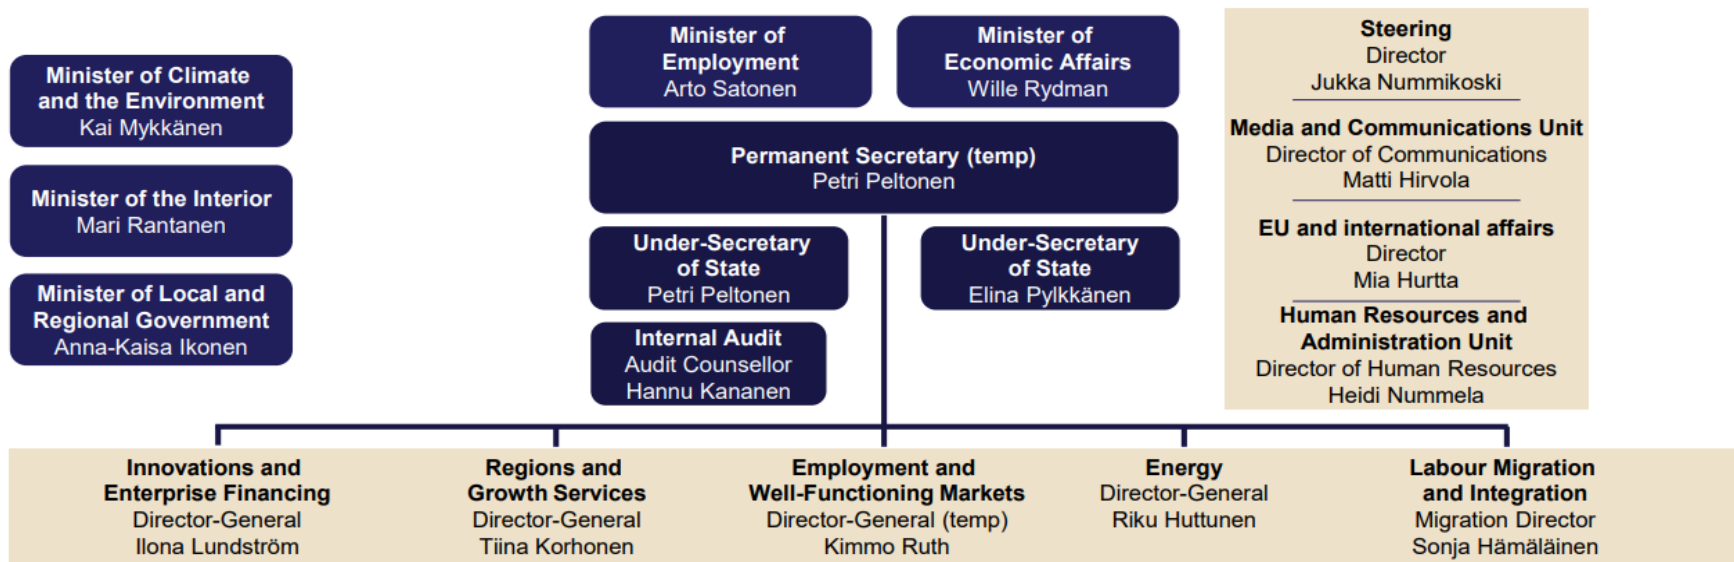 Minister of Climate
and the Environment
Kai Mykkänen
Minister of the Interior
Mari Rantanen
Minister of Local and
Regional Government
Anna-Kaisa Ikonen
Minister of
Employment
Arto Satonen
Minister of
Economic Affairs
Wille Rydman
Permanent Secretary (temp)
Petri Peltonen
Under-Secretary
of State
Petri Peltonen
Under-Secretary
of State
Elina Pylkkänen
Internal Audit
Audit Counsellor
Hannu Kananen
Steering
Director
Jukka Nummikoski
Media and Communications Unit
Director of Communications
Matti Hirvola
EU and international affairs
Director
Mia Hurtta
Human Resources and
Administration Unit
Director of Human Resources
Heidi Nummela
Innovations and
Enterprise Financing
Director-General
Ilona Lundström
Regions and
Growth Services
Director-General
Tiina Korhonen
Employment and
Well-Functioning Markets
Director-General (temp)
Kimmo Ruth
Energy
Director-General
Riku Huttunen
Labour Migration
and Integration
Migration Director
Sonja Hämäläinen